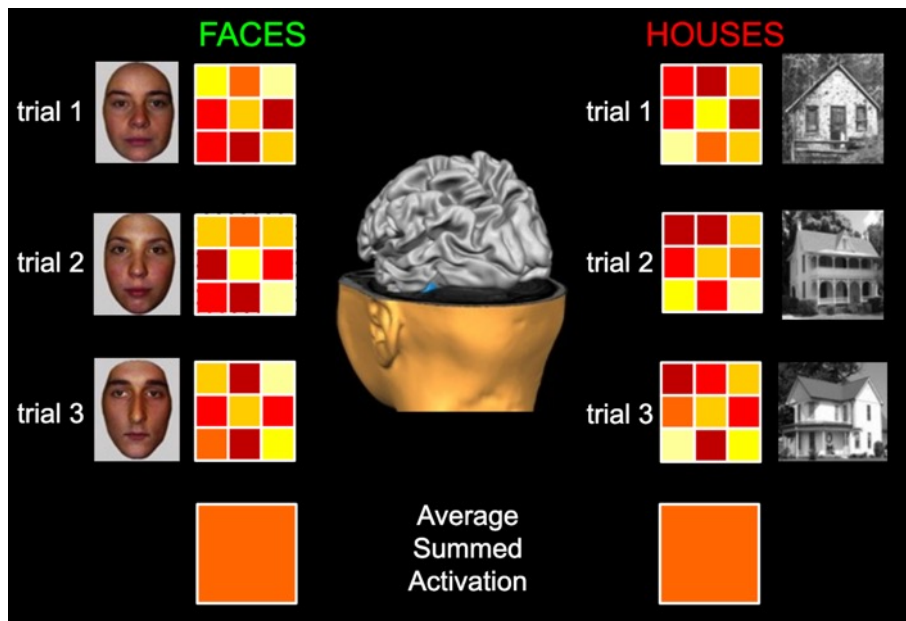 FACES
HOUSES
trial 1
trial 1
trial 2
trial 2
trial 3
trial 3
Average
Summed
Activation